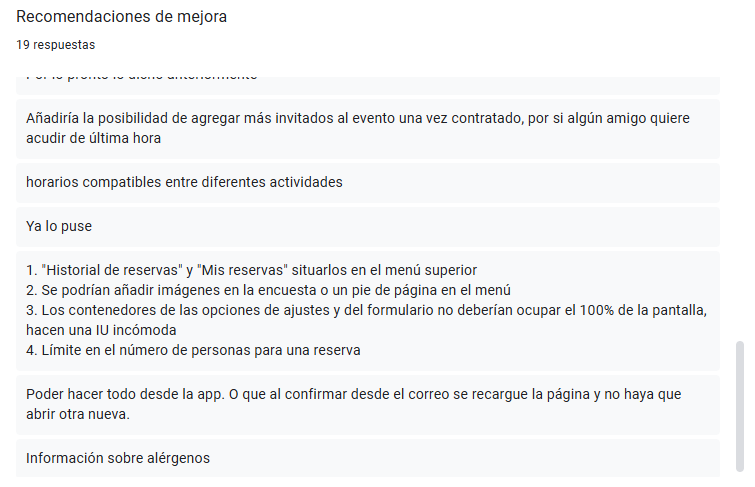 Recomendaciones de mejora
19 respuestas
Añadiría la posibilidad de agregar más invitados al evento una vez contratado, por si algún amigo quiere
acudir de última hora
horarios compatibles entre diferentes actividades
Ya lo puse
1. "Historial de reservas" y "Mis reservas" situarlos en el menú superior
2. Se podrían añadir imágenes en la encuesta o un pie de página en el menú
3. Los contenedores de las opciones de ajustes y del formulario no deberían ocupar el 100% de la pantalla,
hacen una IU incómoda
4. Límite en el número de personas para una reserva
Poder hacer todo desde la app. O que al confirmar desde el correo se recargue la página y no haya que
abrir otra nueva.
Información sobre alérgenos